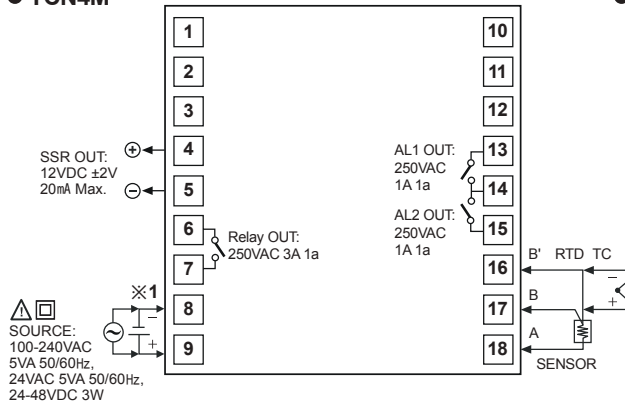 TCN4M
1
2
3
4
5
6
7
8
9
10
11
12
13
14
15
16
17
18
SSR OUT:
12VDC ±2V
20mA Max.
Relay OUT:
250VAC 3A 1a
※1
SOURCE:
100-240VAC
5VA 50/60Hz,
24VAC 5VA 50/60Hz,
24-48VDC 3W
AL1 OUT:
250VAC
1A 1a
AL2 OUT:
250VAC
1A 1a
B' RTD TC
B
A
SENSOR